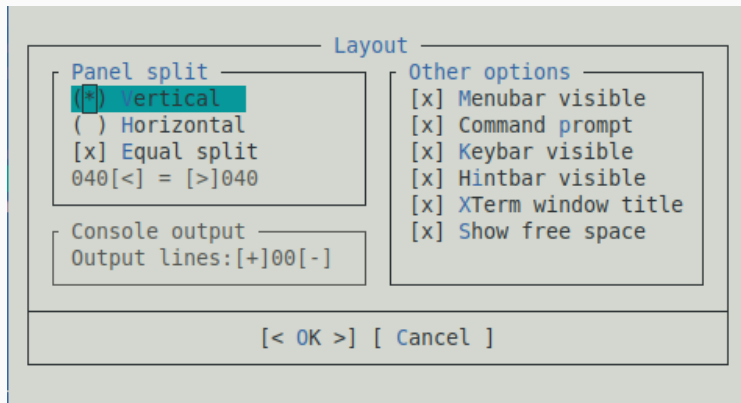 Layout
Panel split
(*) Vertical
( ) Horizontal
[x] Equal split
040[<] = [>]040
Console output
Output lines:[+]00[-]
Other options
[x] Menubar visible
[x] Command prompt
[x] Keybar visible
[x] Hintbar visible
[x] XTerm window title
[x] Show free space
[< OK >] [ Cancel ]